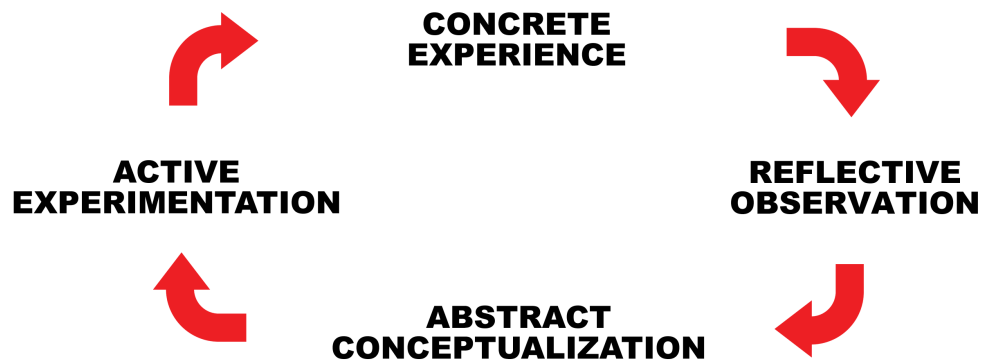 CONCRETE
EXPERIENCE
REFLECTIVE
OBSERVATION
ABSTRACT
CONCEPTUALIZATION
ACTIVE
EXPERIMENTATION